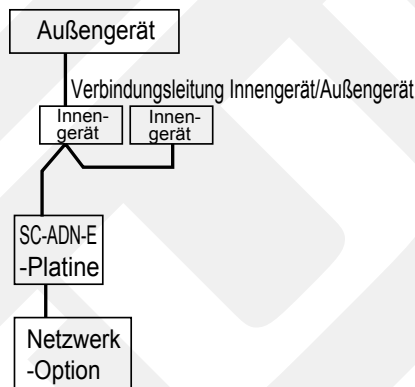 Außengerät
Verbindungsleitung Innengerät/Außengerät
Innen-
gerät
Innen-
gerät
SC-ADN-E
-Platine
Netzwerk
-Option